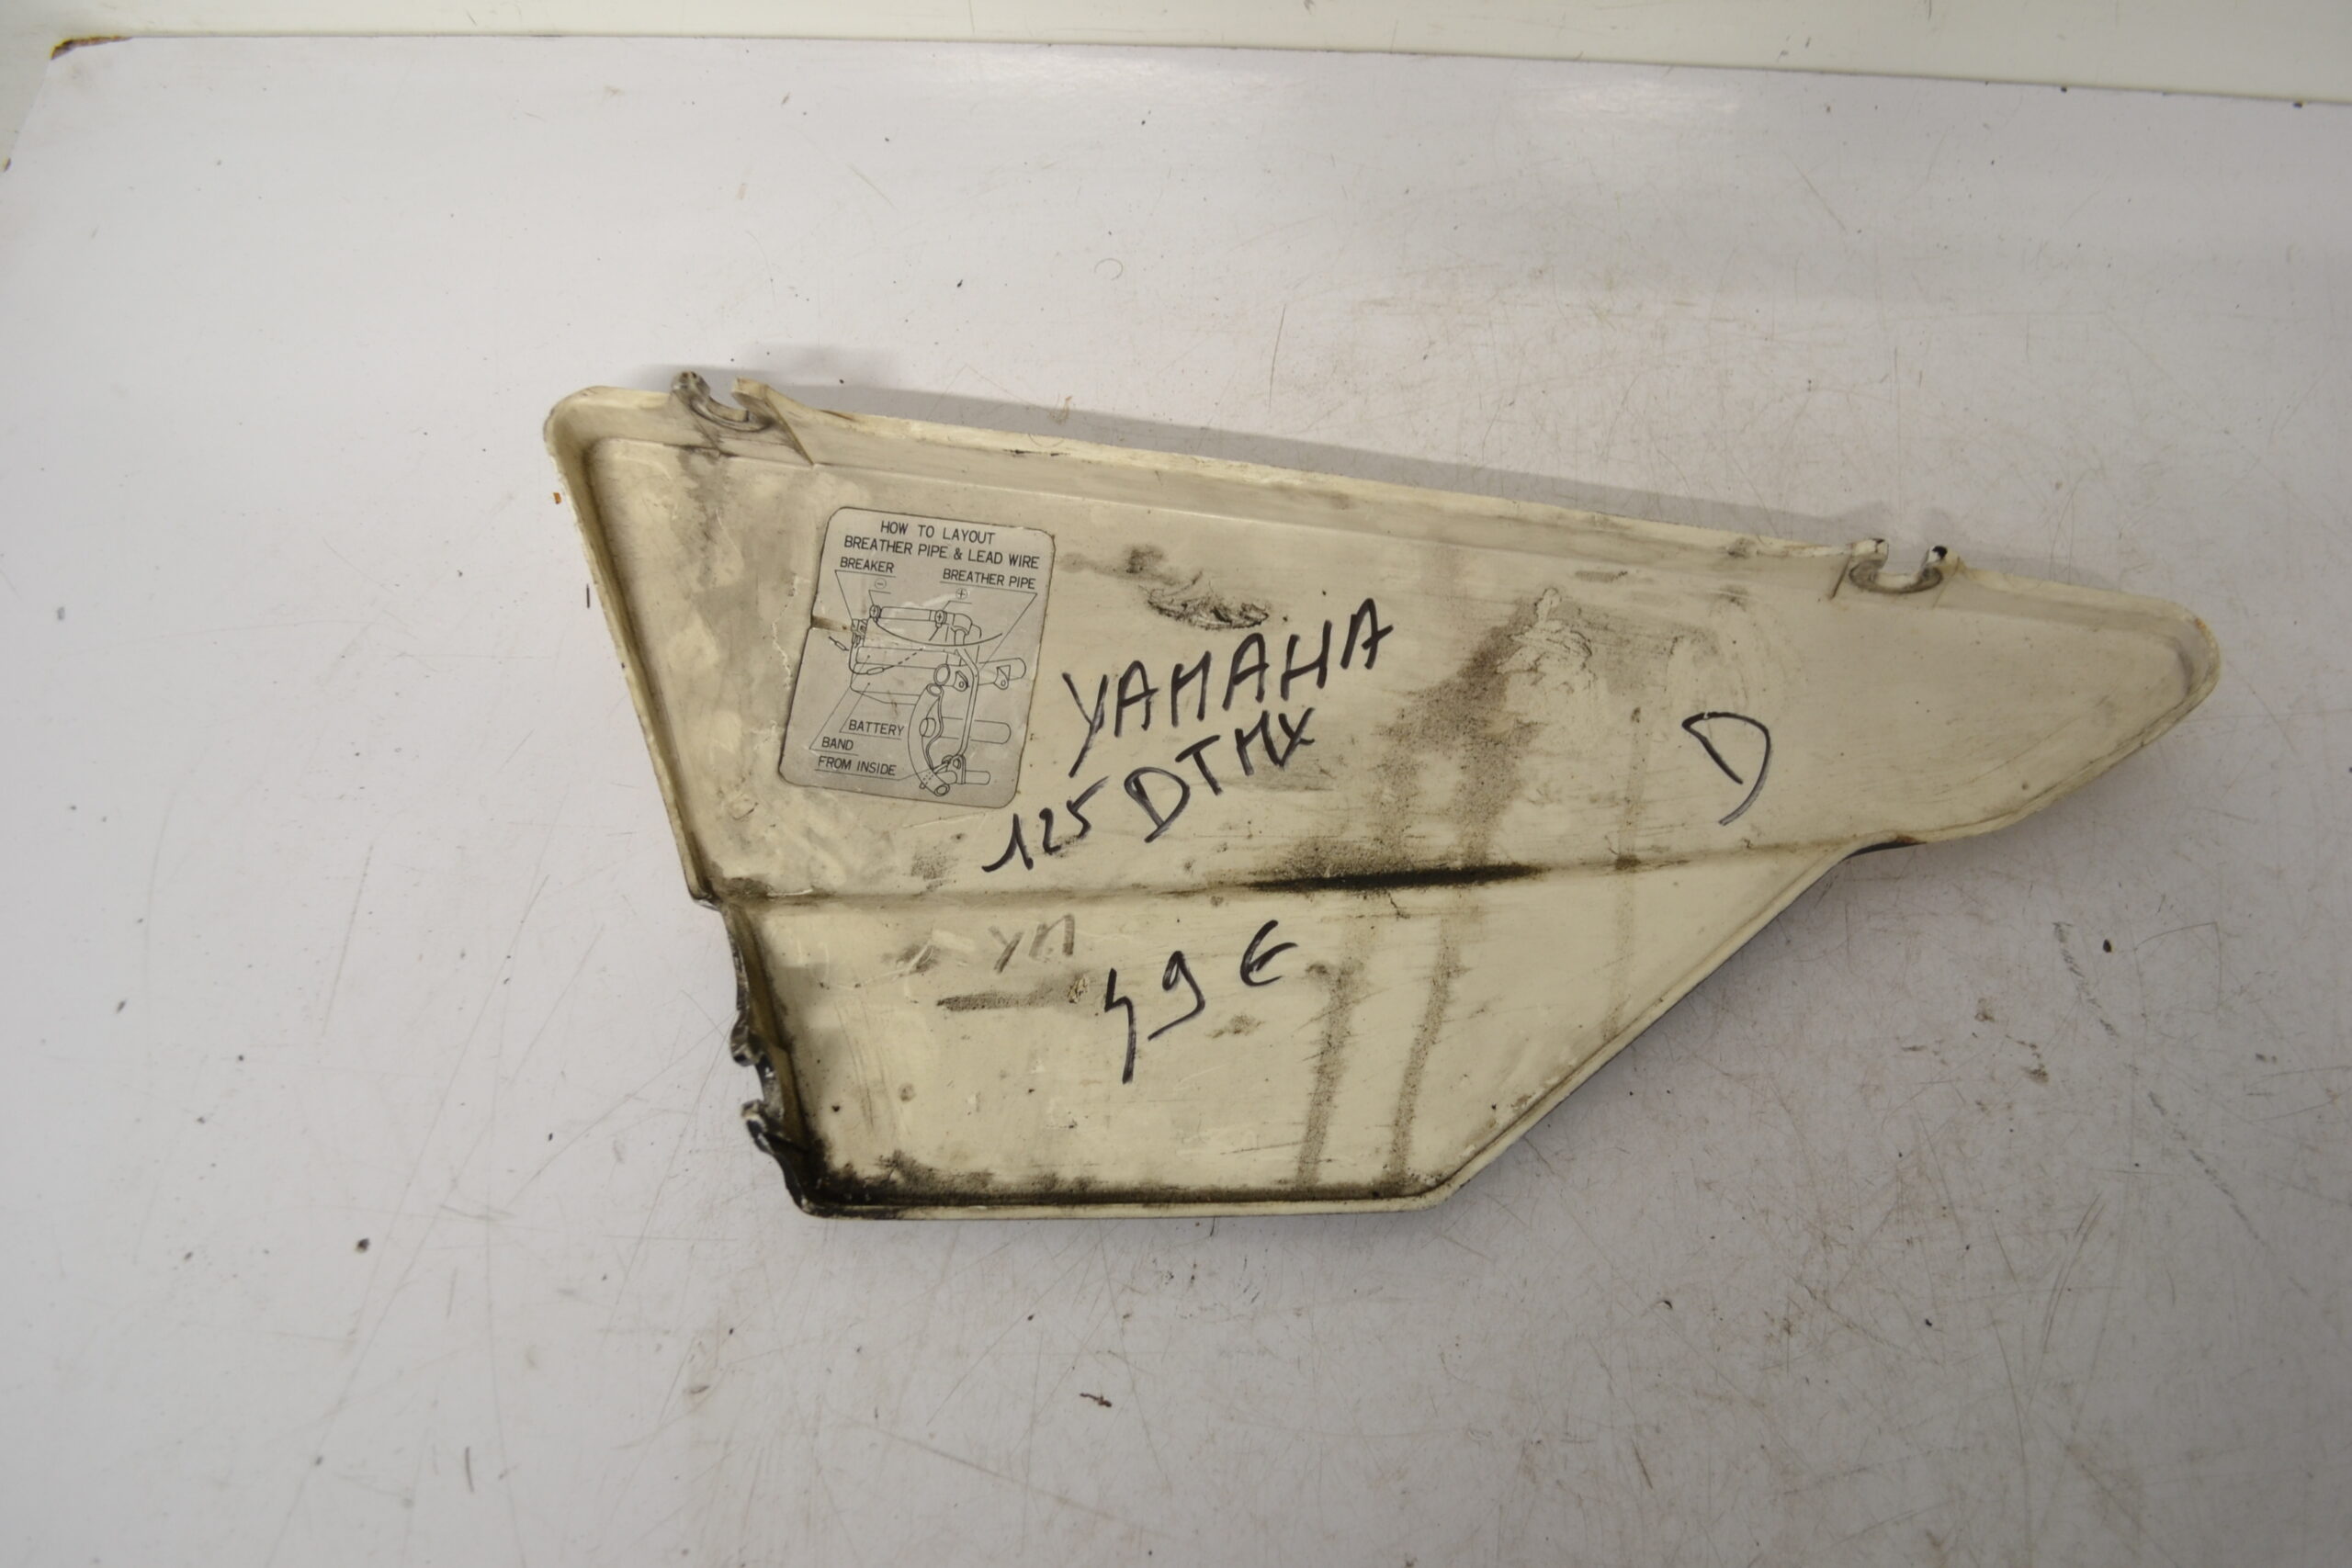 HOW TO LAYOUT
BREATHER PIPE & LEAD WIRE
BREAKER
BREATHER PIPE
BATTERY
BAND
FROM INSIDE
YAMAHA
125 DTMX
D
49 €